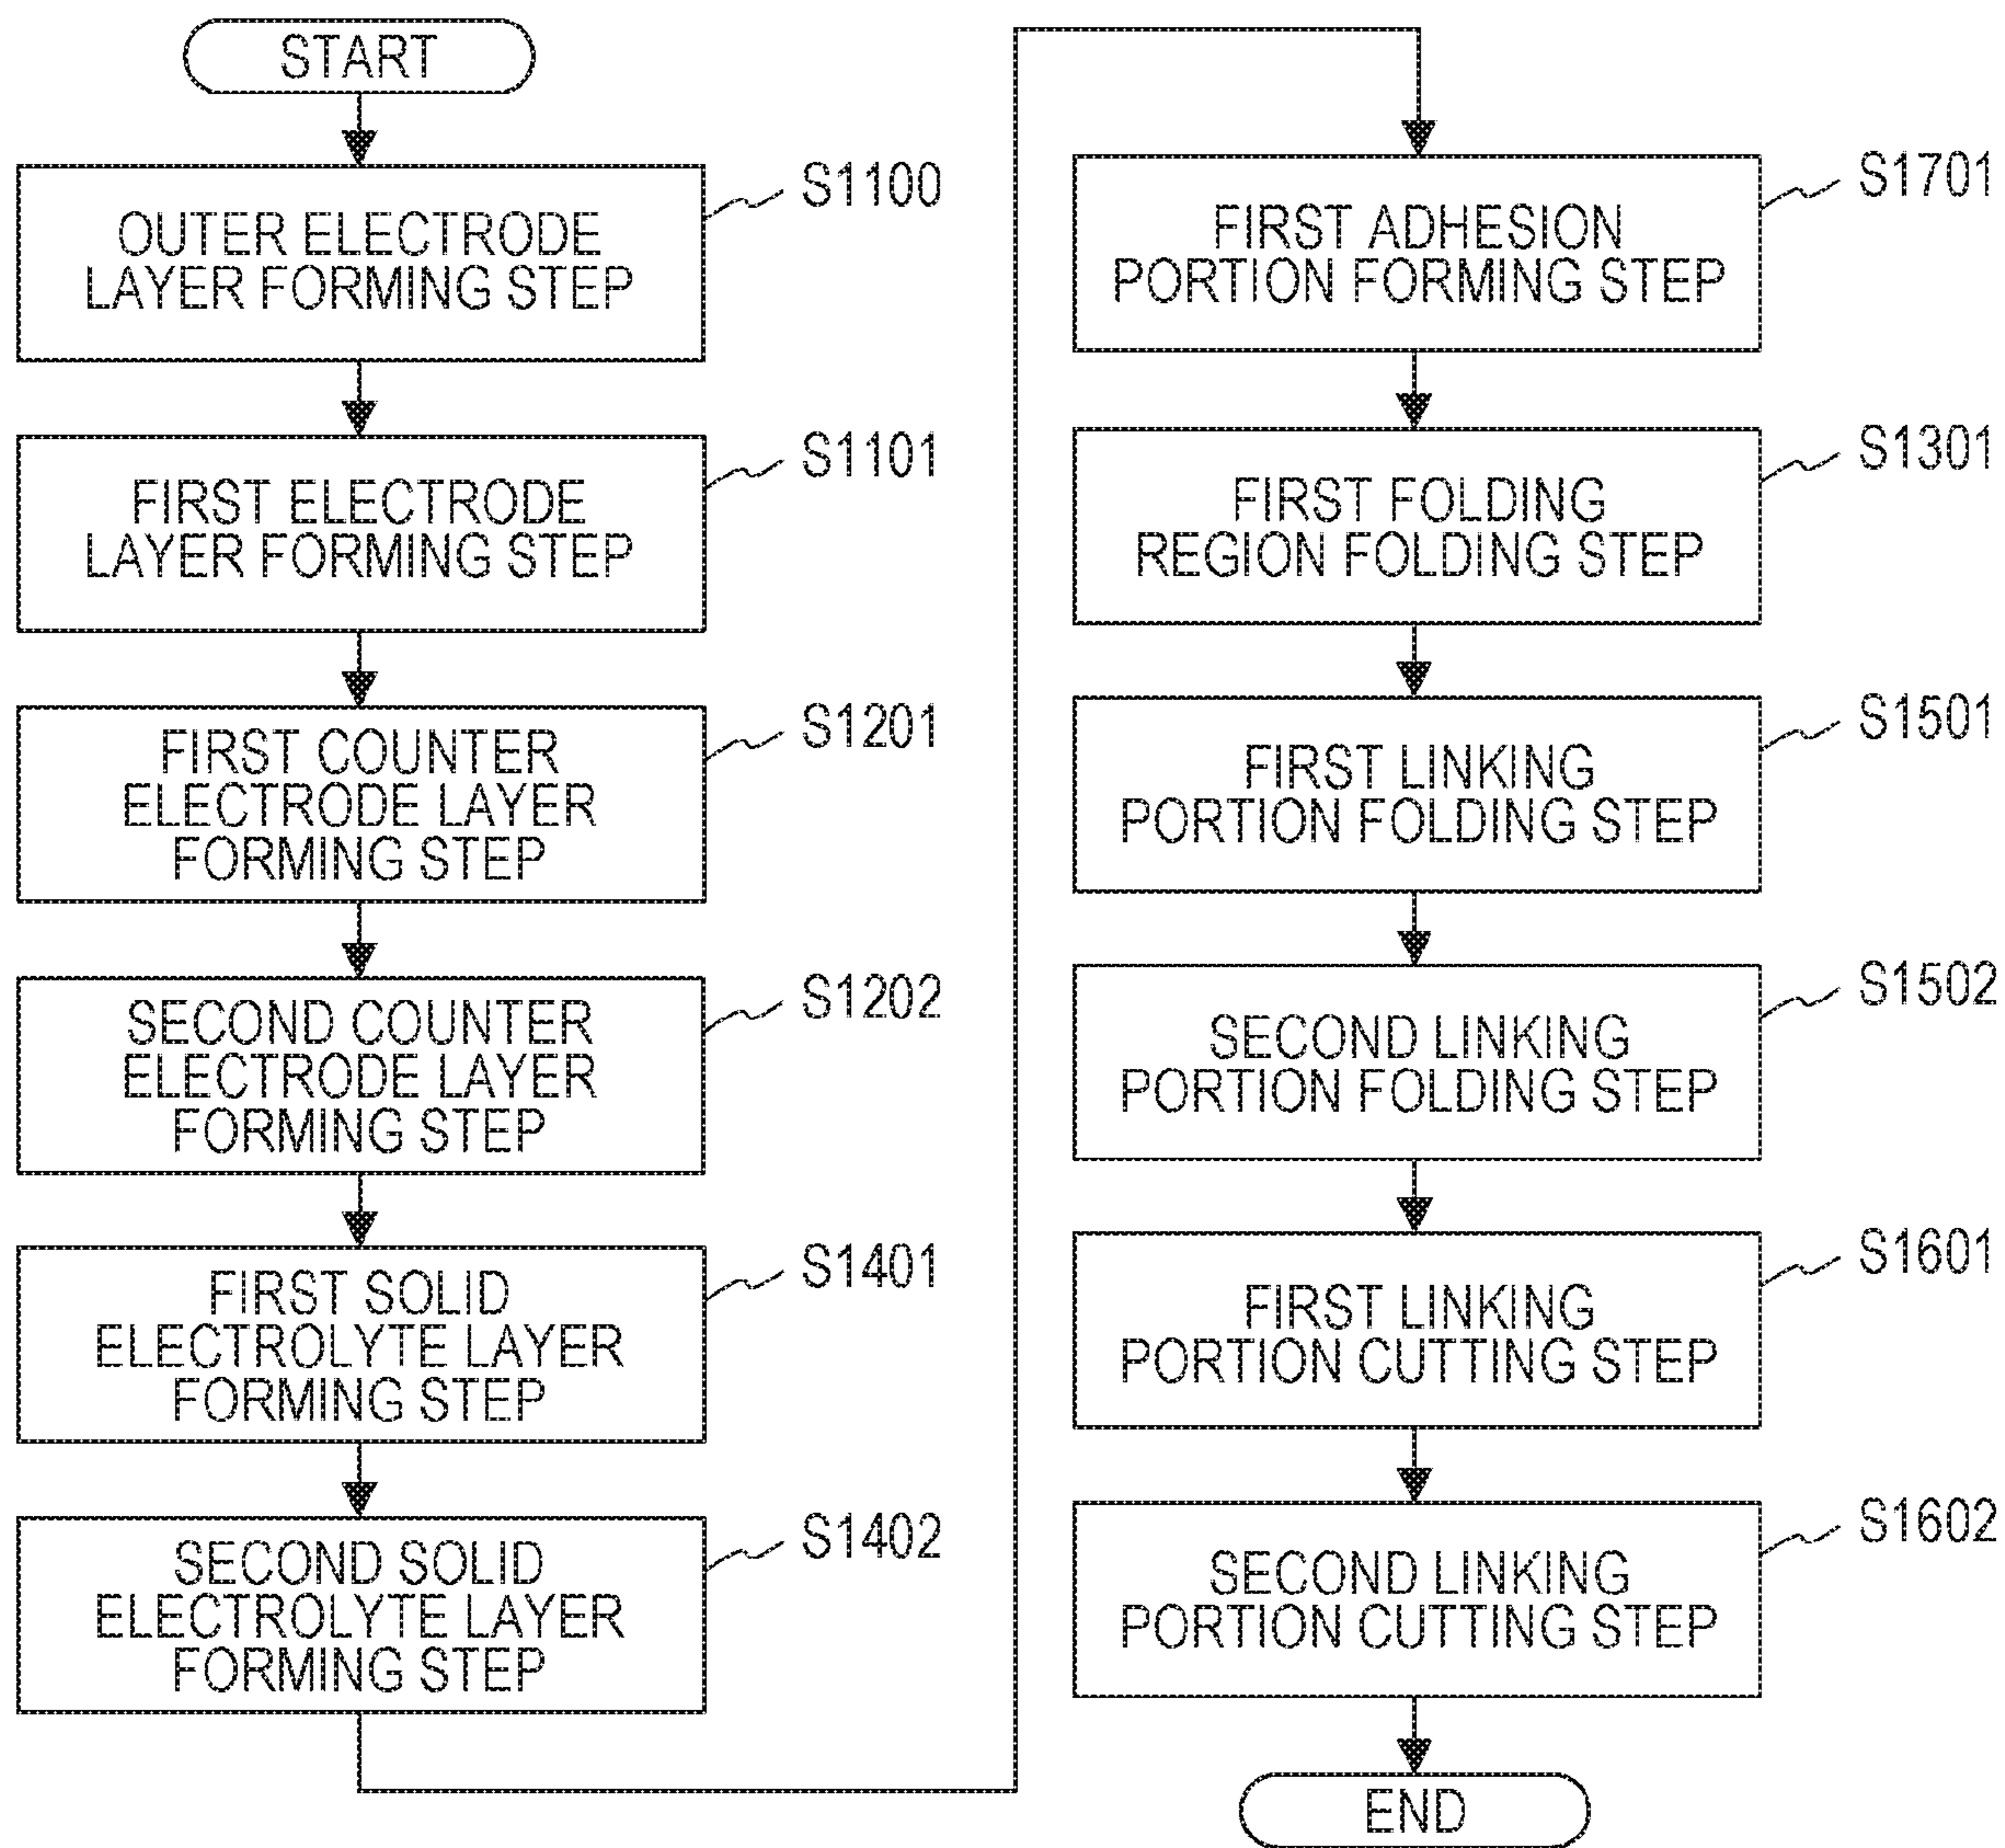 START
S1100
OUTER ELECTRODE
LAYER FORMING STEP
S1101
FIRST ELECTRODE
LAYER FORMING STEP
S1201
FIRST COUNTER
ELECTRODE LAYER
FORMING STEP
S1202
SECOND COUNTER
ELECTRODE LAYER
FORMING STEP
S1401
FIRST SOLID
ELECTROLYTE LAYER
FORMING STEP
S1402
SECOND SOLID
ELECTROLYTE LAYER
FORMING STEP
S1701
FIRST ADHESION
PORTION FORMING STEP
S1301
FIRST FOLDING
REGION FOLDING STEP
S1501
FIRST LINKING
PORTION FOLDING STEP
S1502
SECOND LINKING
PORTION FOLDING STEP
S1601
FIRST LINKING
PORTION CUTTING STEP
S1602
SECOND LINKING
PORTION CUTTING STEP
END